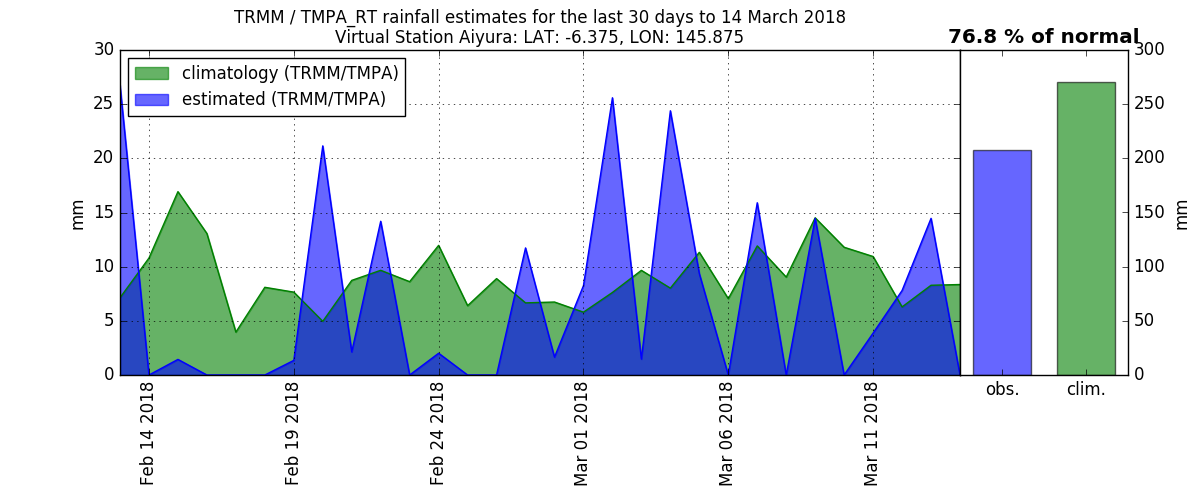 TRMM / TMPA_RT rainfall estimates for the last 30 days to 14 March 2018
Virtual Station Aiyura: LAT: -6.375, LON: 145.875
76.8 % of normal
climatology (TRMM/TMPA)
estimated (TRMM/TMPA)
30
25
20
15
10
5
0
mm
Feb 14 2018
Feb 19 2018
Feb 24 2018
Mar 01 2018
Mar 06 2018
Mar 11 2018
300
250
200
150
100
50
0
mm
obs.
clim.